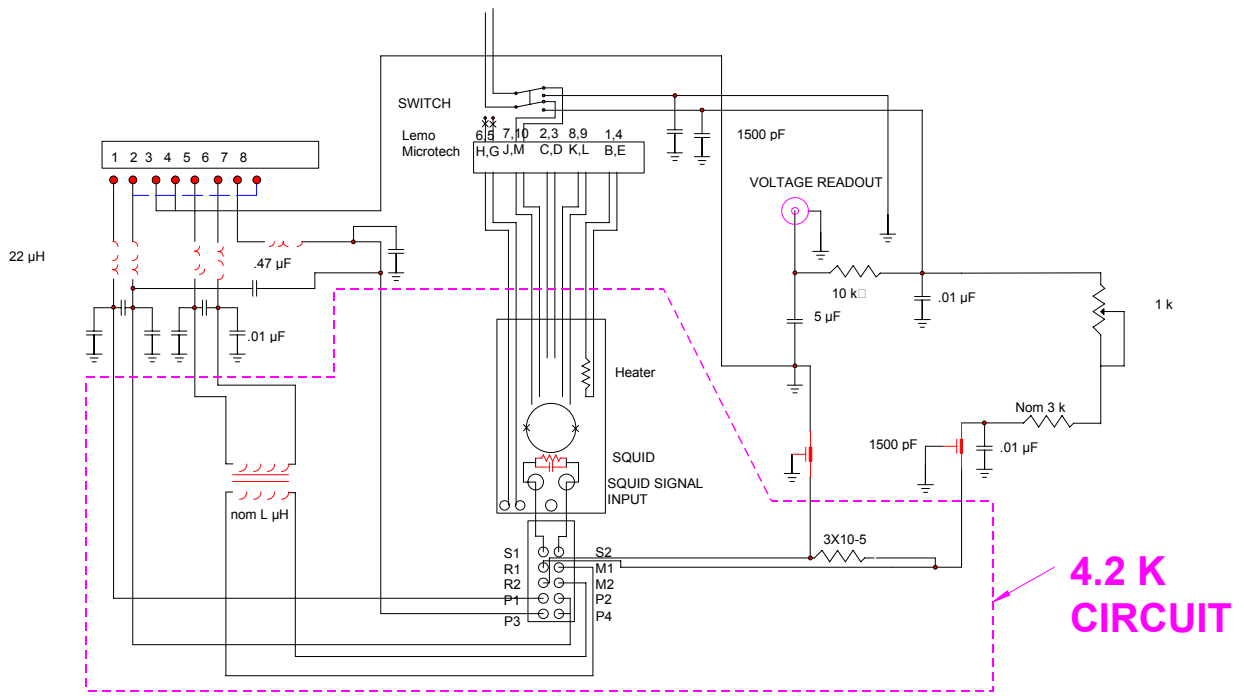 SWITCH
Lemo 6,5 7,10 2,3 8,9 1,4
Microtech H,G J,M C,D K,L B,E
1500 pF
1 2 3 4 5 6 7 8
VOLTAGE READOUT
22 µH
.47 µF
10 k□
.01 µF
1 k
5 µF
.01 µF
Heater
Nom 3 k
1500 pF
.01 µF
SQUID
SQUID SIGNAL
INPUT
nom L µH
3X10-5
S1 S2
R1 M1
R2 M2
P1 P2
P3 P4
4.2 K
CIRCUIT